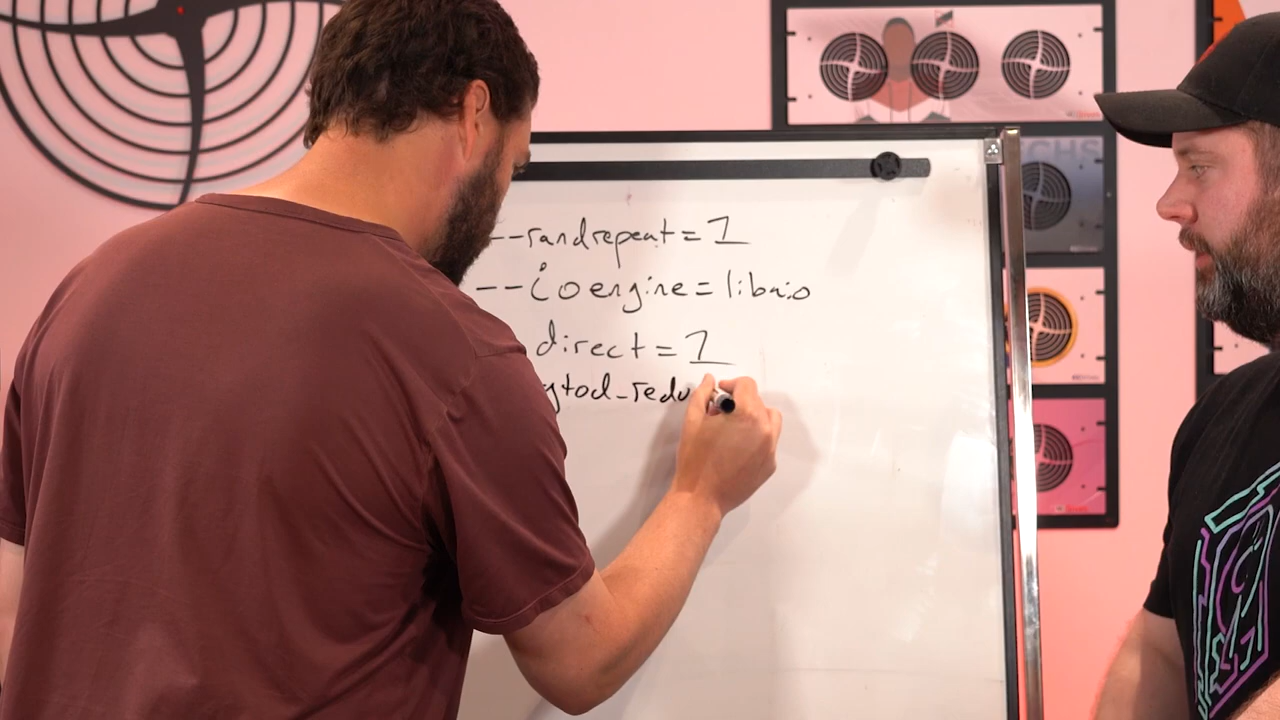 --randrepeat=1
--ioengine=libaio
direct=1
gtod_redu